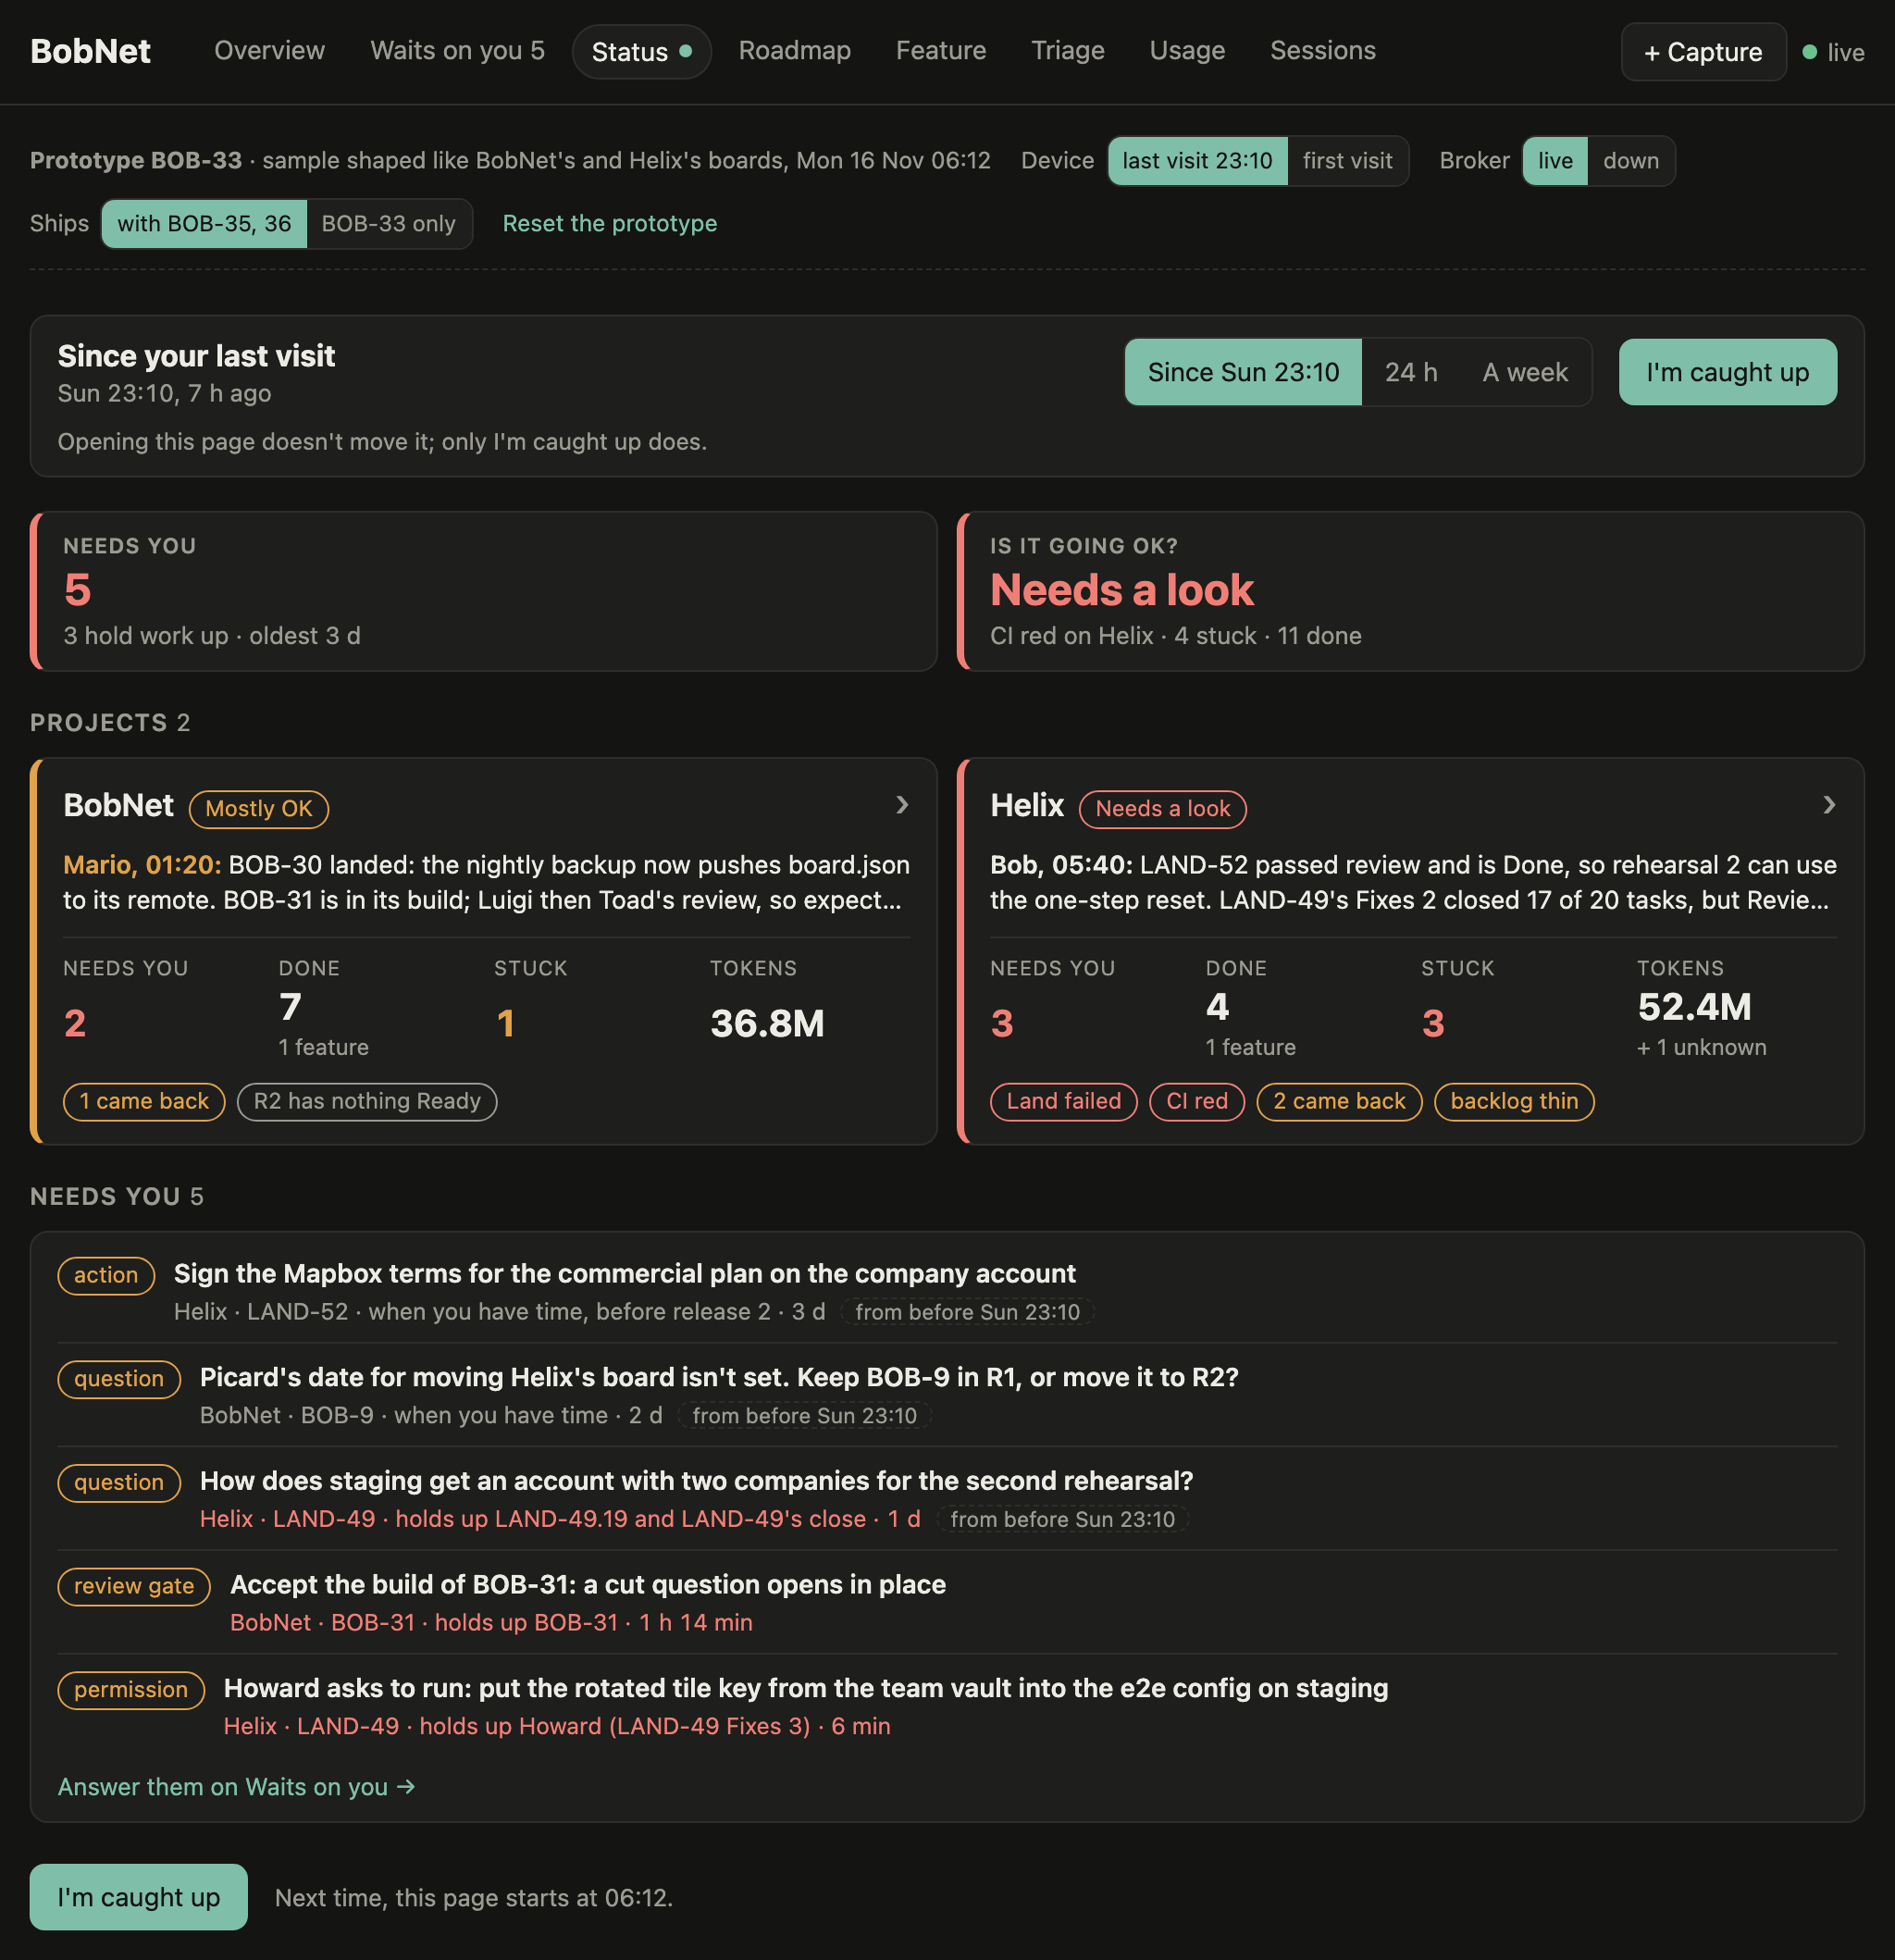 BobNet Overview Waits on you 5 Status Roadmap Feature Triage Usage Sessions + Capture live
Prototype BOB-33 · sample shaped like BobNet's and Helix's boards, Mon 16 Nov 06:12 Device last visit 23:10 first visit Broker live down
Ships with BOB-35, 36 BOB-33 only Reset the prototype
Since your last visit
Sun 23:10, 7 h ago
Since Sun 23:10 24 h A week I'm caught up
Opening this page doesn't move it; only I'm caught up does.
NEEDS YOU
5
3 hold work up · oldest 3 d
IS IT GOING OK?
Needs a look
CI red on Helix · 4 stuck · 11 done
PROJECTS 2
BobNet Mostly OK ›
Mario, 01:20: BOB-30 landed: the nightly backup now pushes board.json
to its remote. BOB-31 is in its build; Luigi then Toad's review, so expect...
NEEDS YOU DONE STUCK TOKENS
2 7 1 36.8M
1 feature
1 came back R2 has nothing Ready
Helix Needs a look ›
Bob, 05:40: LAND-52 passed review and is Done, so rehearsal 2 can use
the one-step reset. LAND-49's Fixes 2 closed 17 of 20 tasks, but Revie...
NEEDS YOU DONE STUCK TOKENS
3 4 3 52.4M
1 feature + 1 unknown
Land failed CI red 2 came back backlog thin
NEEDS YOU 5
action Sign the Mapbox terms for the commercial plan on the company account
Helix · LAND-52 · when you have time, before release 2 · 3 d from before Sun 23:10
question Picard's date for moving Helix's board isn't set. Keep BOB-9 in R1, or move it to R2?
BobNet · BOB-9 · when you have time · 2 d from before Sun 23:10
question How does staging get an account with two companies for the second rehearsal?
Helix · LAND-49 · holds up LAND-49.19 and LAND-49's close · 1 d from before Sun 23:10
review gate Accept the build of BOB-31: a cut question opens in place
BobNet · BOB-31 · holds up BOB-31 · 1 h 14 min
permission Howard asks to run: put the rotated tile key from the team vault into the e2e config on staging
Helix · LAND-49 · holds up Howard (LAND-49 Fixes 3) · 6 min
Answer them on Waits on you →
I'm caught up Next time, this page starts at 06:12.